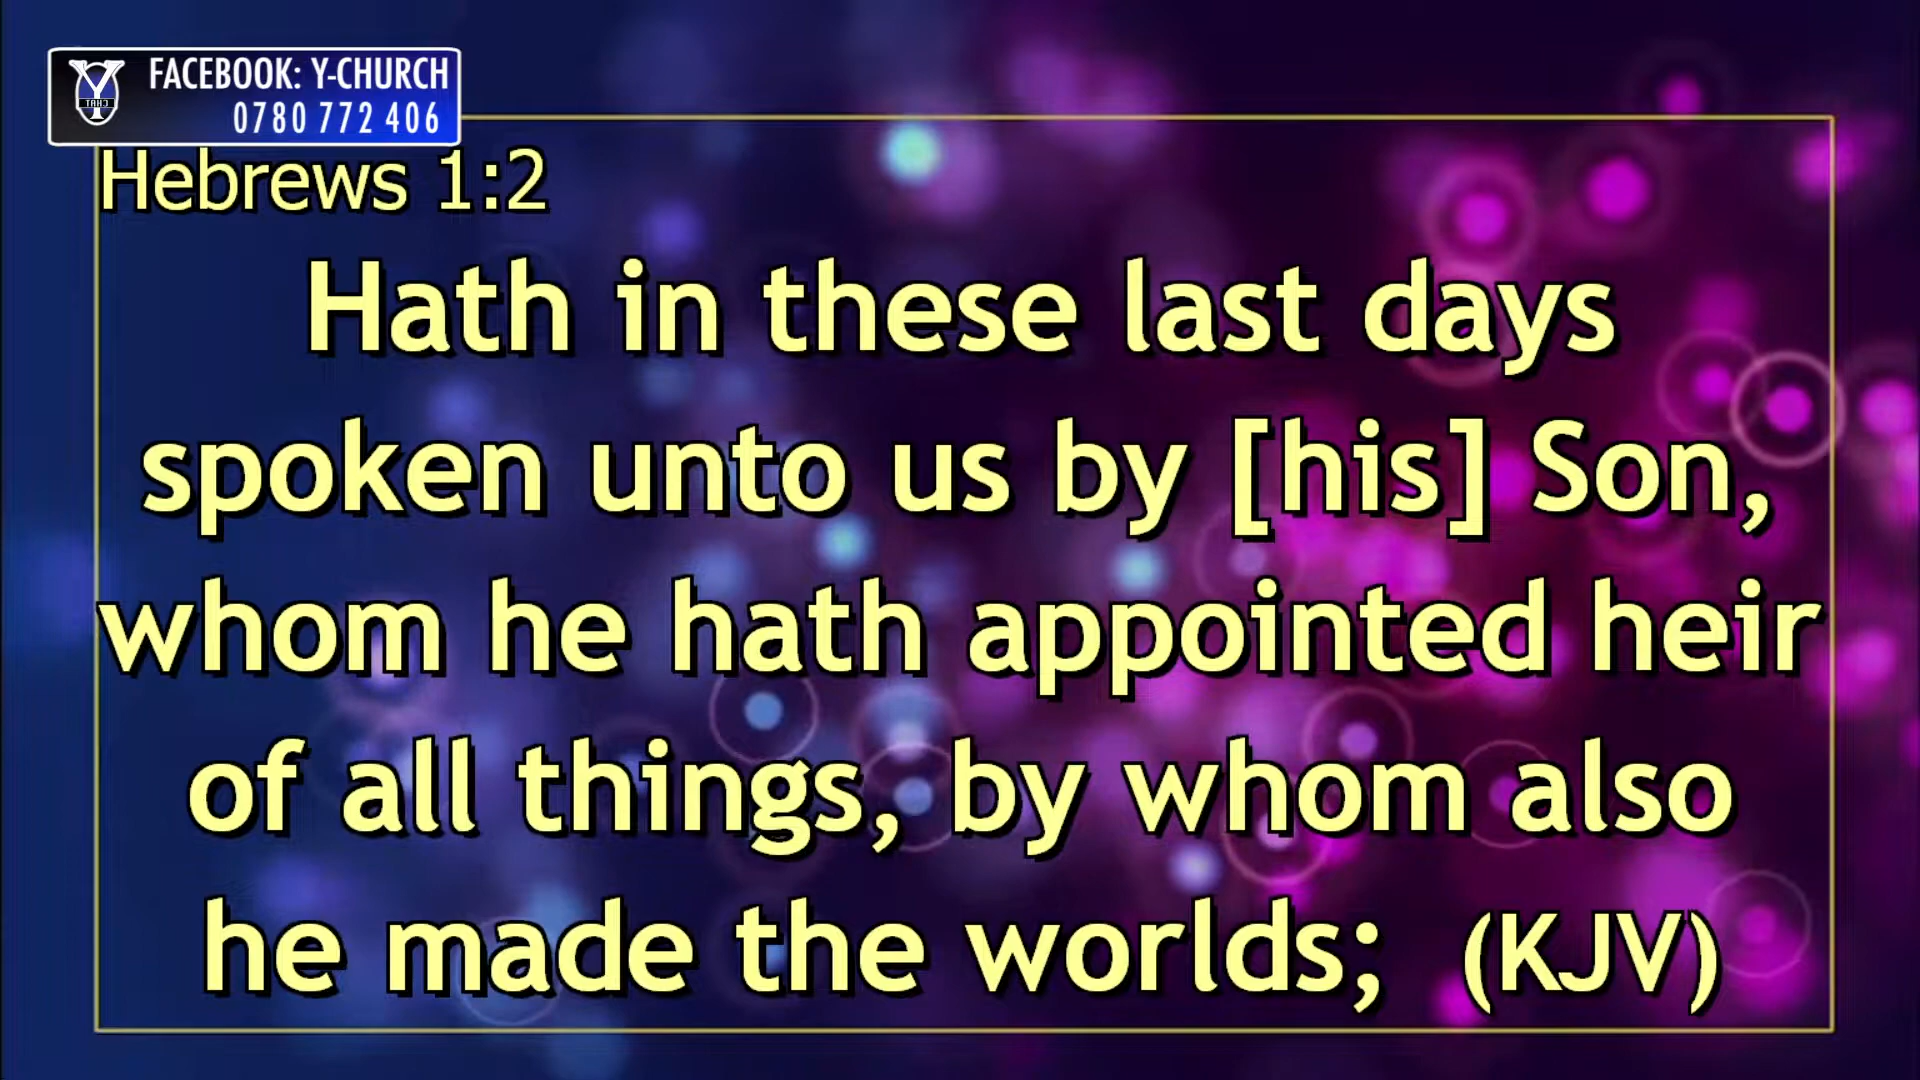 FACEBOOK: Y-CHURCH
0780 772 406
Hebrews 1:2
Hath in these last days
spoken unto us by [his] Son,
whom he hath appointed heir
of all things, by whom also
he made the worlds; (KJV)